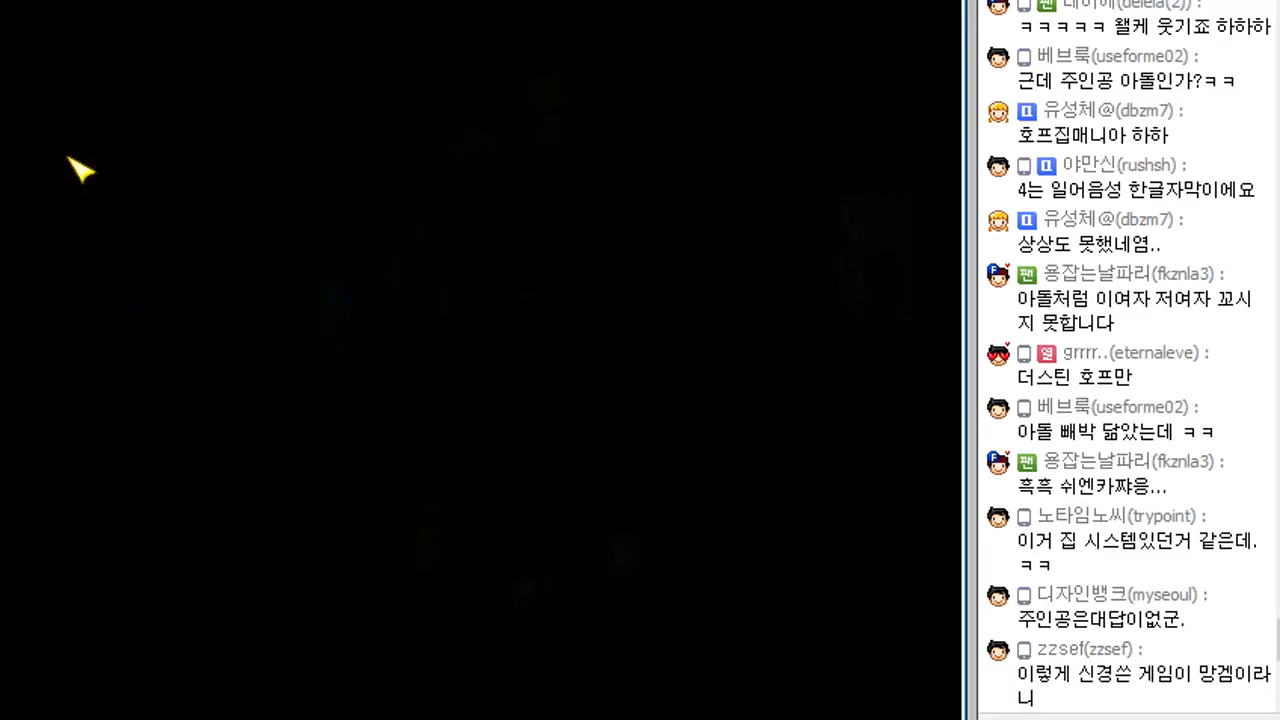 ㅋㅋㅋㅋㅋ 왤케 웃기죠 하하하
베브룩(useforme02) :
근데 주인공 아돌인가?ㅋㅋ
유성체@(dbzm7) :
호프집매니아 하하
야만신(rushsh) :
4는 일어음성 한글자막이에요
유성체@(dbzm7) :
상상도 못했네염..
팬 용잡는날파리(fkznla3) :
아돌처럼 이여자 저여자 꼬시
지 못합니다
열 grrrr..(eternaleve) :
더스틴 호프만
베브룩(useforme02) :
아돌 빼박 닮았는데 ㅋㅋ
팬 용잡는날파리(fkznla3) :
흑흑 쉬엔카쨔응...
노타임노씨(trypoint) :
이거 집 시스템있던거 같은데.
ㅋㅋ
디자인뱅크(myseoul) :
주인공은대답이없군.
zzsef(zzsef) :
이렇게 신경쓴 게임이 망겜이라
니